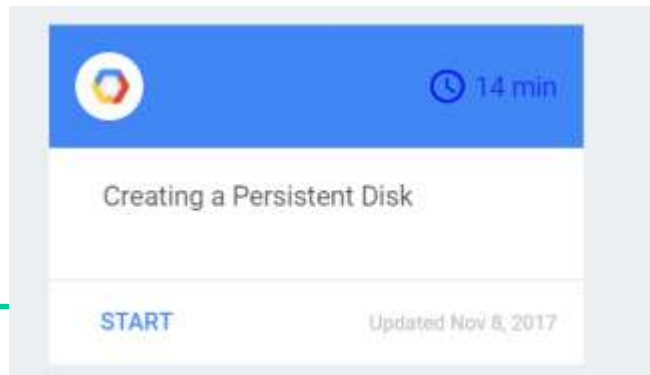 14 min
Creating a Persistent Disk
START
Updated Nov 8, 2017